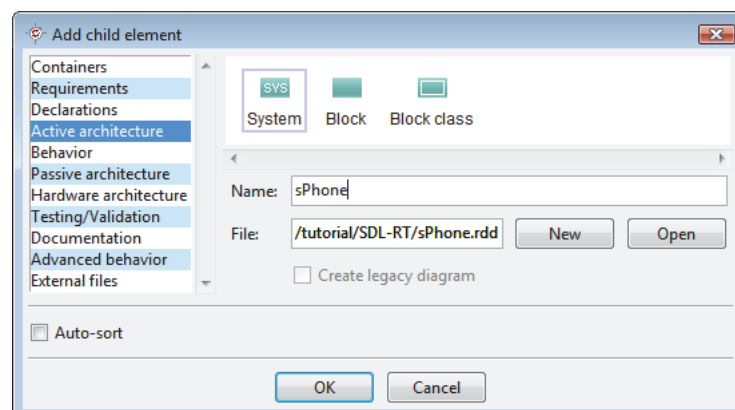 Add child element
Containers
Requirements
Declarations
Active architecture
Behavior
Passive architecture
Hardware architecture
Testing/Validation
Documentation
Advanced behavior
External files
SYS
System Block Block class
Name: sPhone
File: /tutorial/SDL-RT/sPhone.rdd New Open
Create legacy diagram
Auto-sort
OK Cancel